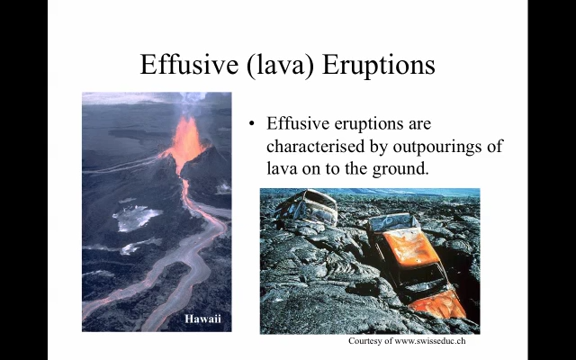 Effusive (lava) Eruptions
• Effusive eruptions are
characterised by outpourings of
lava on to the ground.
Hawaii
Courtesy of www.swisseduc.ch